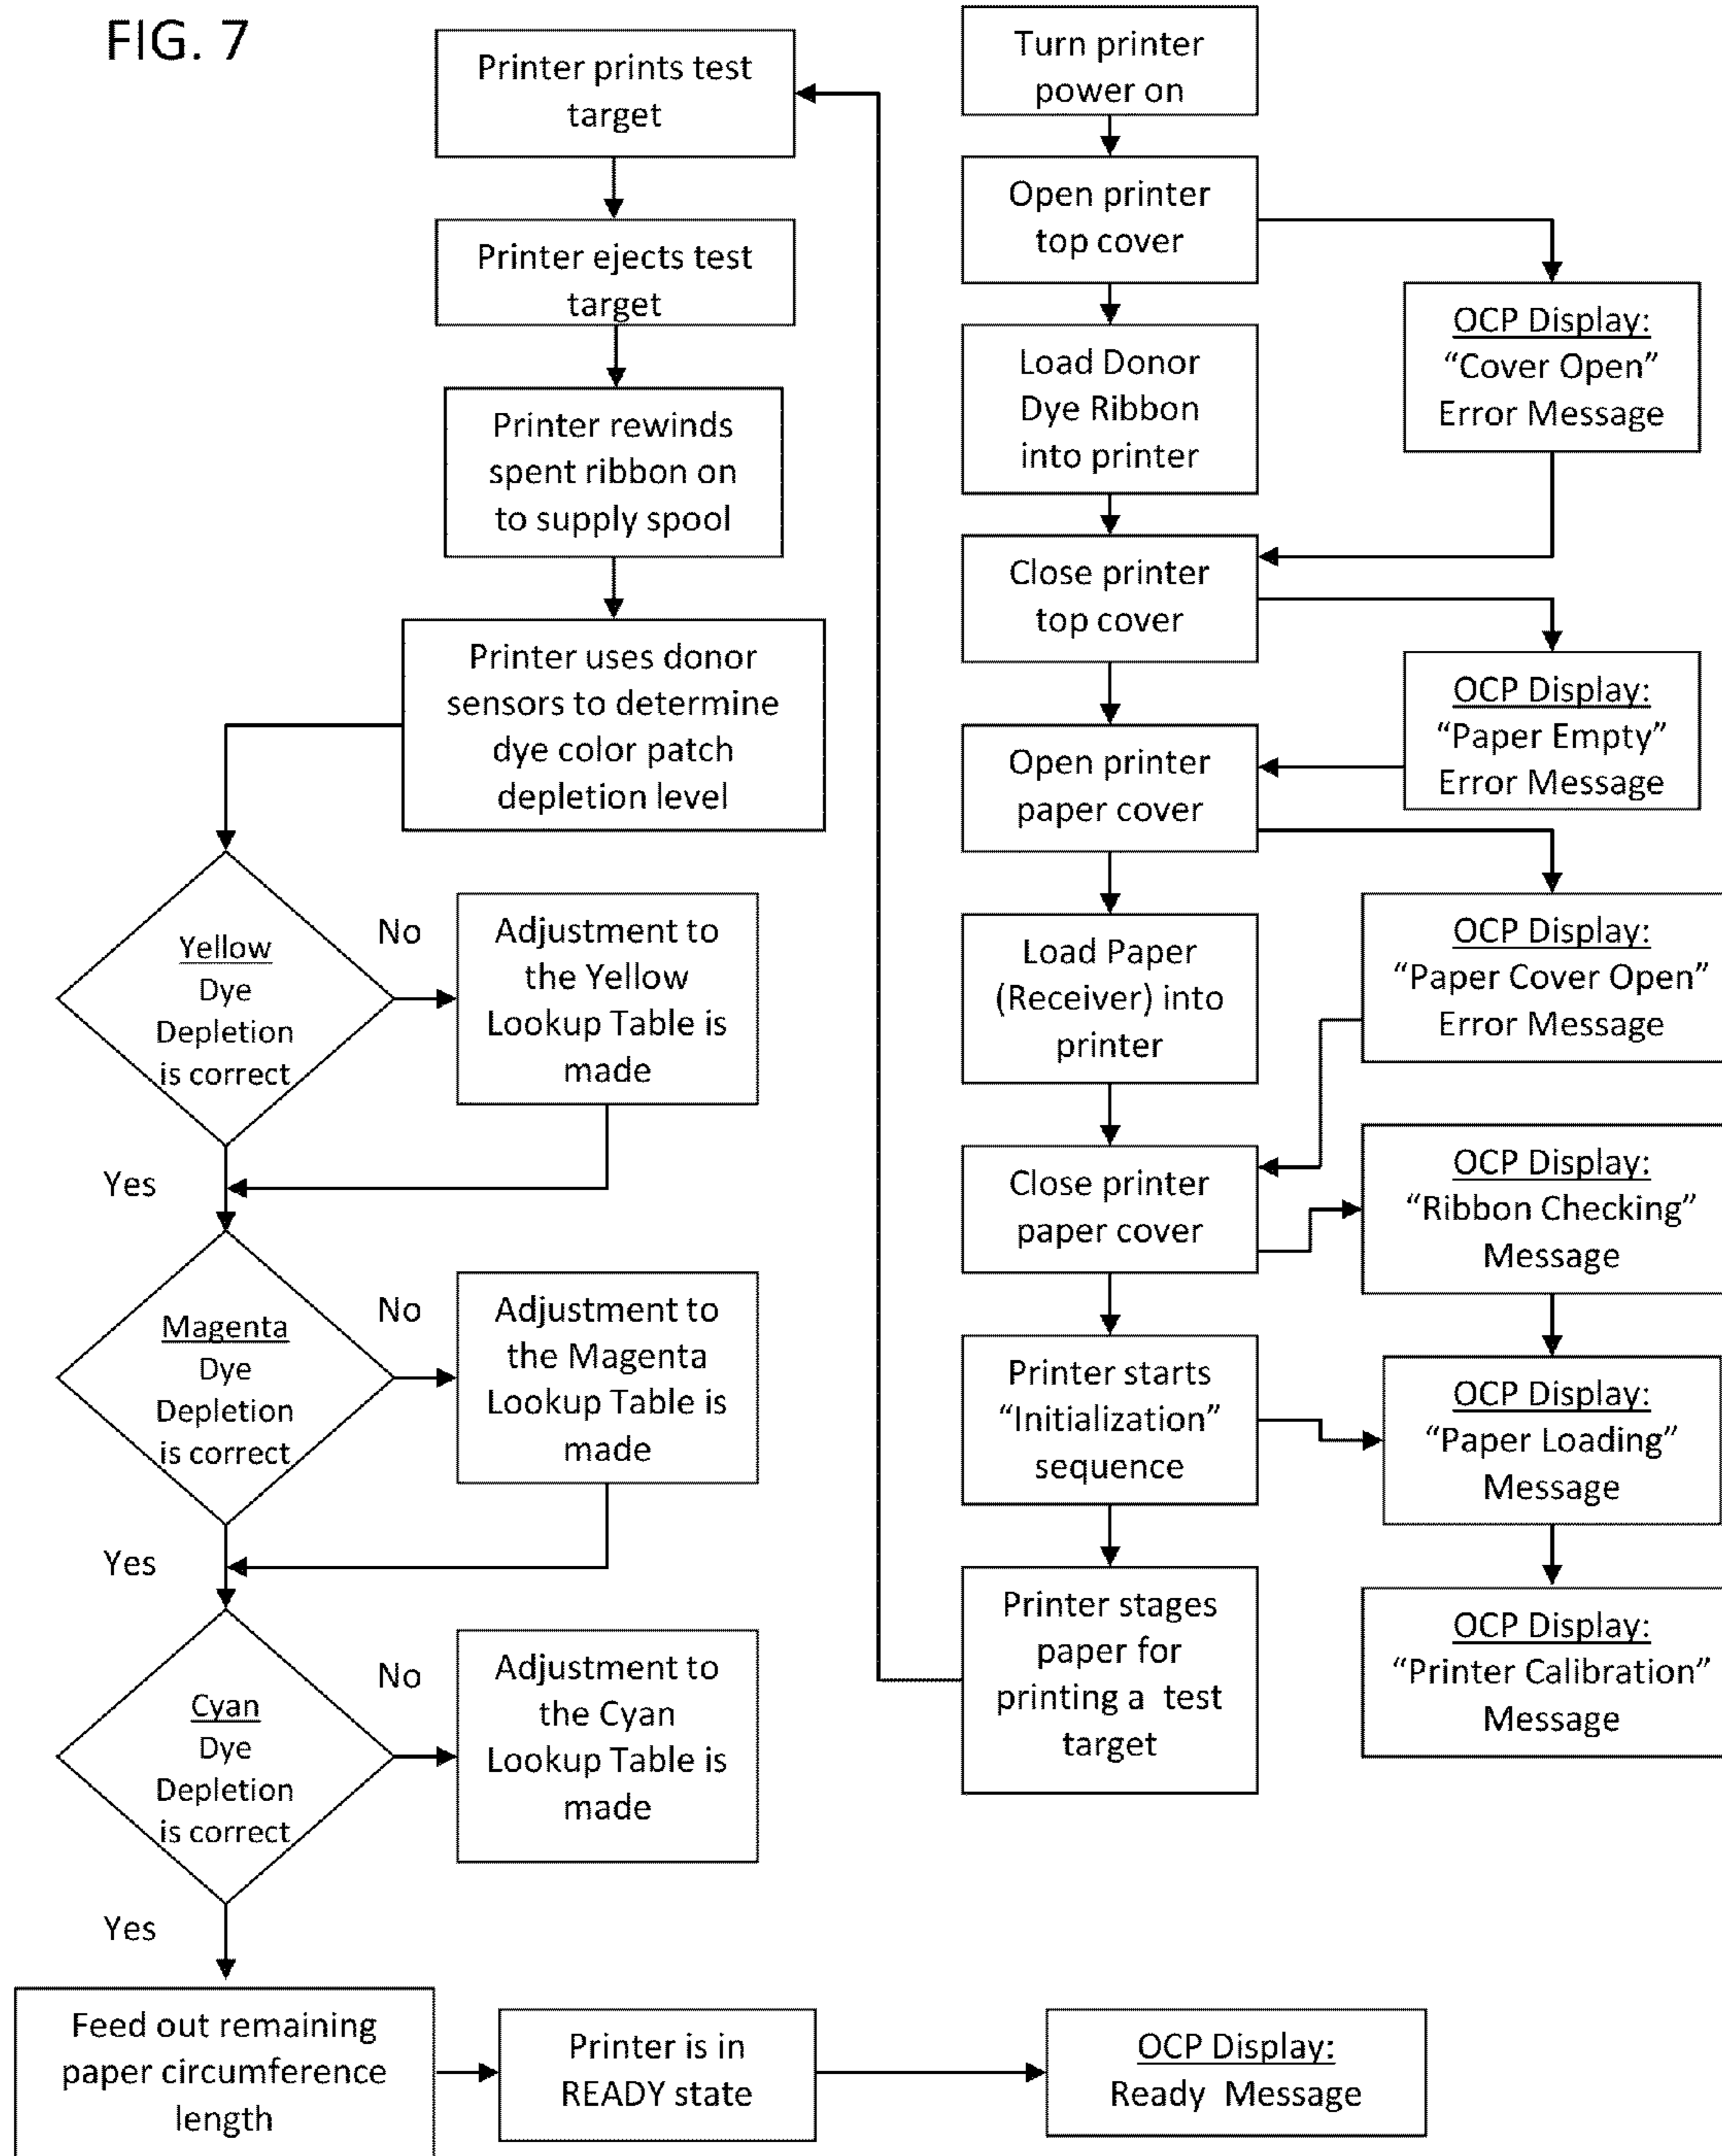 FIG. 7
Printer prints test
target
Printer ejects test
target
Printer rewinds
spent ribbon on
to supply spool
Printer uses donor
sensors to determine
dye color patch
depletion level
Yellow
Dye
Depletion
is correct
No
Adjustment to
the Yellow
Lookup Table is
made
Yes
Magenta
Dye
Depletion
is correct
No
Adjustment to
the Magenta
Lookup Table is
made
Yes
Cyan
Dye
Depletion
is correct
No
Adjustment to
the Cyan
Lookup Table is
made
Yes
Feed out remaining
paper circumference
length
Printer is in
READY state
OCP Display:
Ready Message
Turn printer
power on
Open printer
top cover
Load Donor
Dye Ribbon
into printer
Close printer
top cover
Open printer
paper cover
Load Paper
(Receiver) into
printer
Close printer
paper cover
Printer starts
“Initialization”
sequence
Printer stages
paper for
printing a test
target
OCP Display:
“Cover Open”
Error Message
OCP Display:
“Paper Empty”
Error Message
OCP Display:
“Paper Cover Open”
Error Message
OCP Display:
“Ribbon Checking”
Message
OCP Display:
“Paper Loading”
Message
OCP Display:
“Printer Calibration”
Message